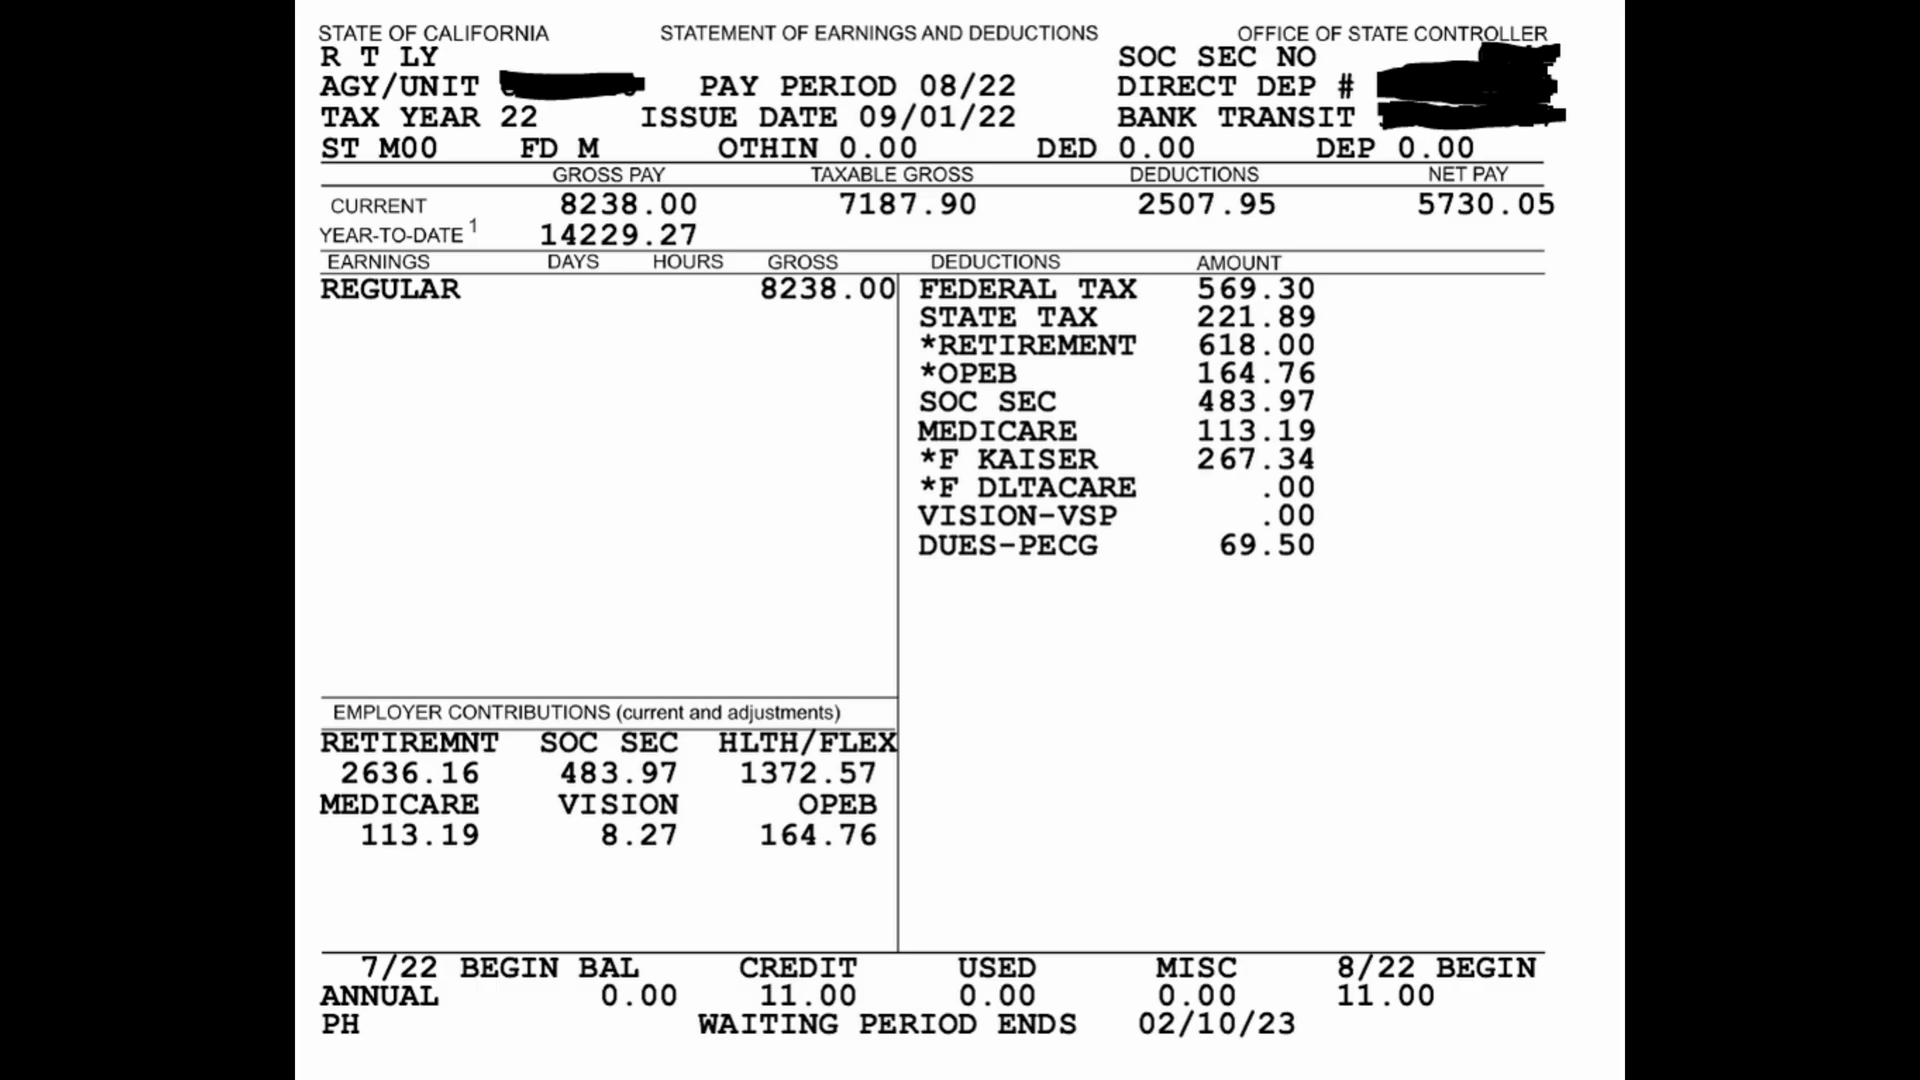 STATE OF CALIFORNIA STATEMENT OF EARNINGS AND DEDUCTIONS OFFICE OF STATE CONTROLLER
R T LY SOC SEC NO
AGY/UNIT PAY PERIOD 08/22 DIRECT DEP #
TAX YEAR 22 ISSUE DATE 09/01/22 BANK TRANSIT
ST M00 FD M OTHIN 0.00 DED 0.00 DEP 0.00
GROSS PAY TAXABLE GROSS DEDUCTIONS NET PAY
CURRENT 8238.00 7187.90 2507.95 5730.05
YEAR-TO-DATE 1 14229.27
EARNINGS DAYS HOURS GROSS DEDUCTIONS AMOUNT
REGULAR 8238.00 FEDERAL TAX 569.30
STATE TAX 221.89
*RETIREMENT 618.00
*OPEB 164.76
SOC SEC 483.97
MEDICARE 113.19
*F KAISER 267.34
*F DLTACARE .00
VISION-VSP .00
DUES-PECG 69.50
EMPLOYER CONTRIBUTIONS (current and adjustments)
RETIREMNT SOC SEC HLTH/FLEX
2636.16 483.97 1372.57
MEDICARE VISION OPEB
113.19 8.27 164.76
7/22 BEGIN BAL CREDIT USED MISC 8/22 BEGIN
ANNUAL 0.00 11.00 0.00 0.00 11.00
PH WAITING PERIOD ENDS 02/10/23